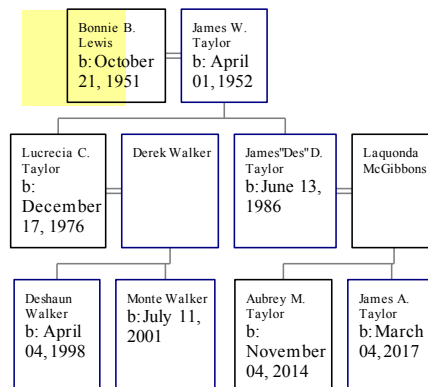 Bonnie B.
Lewis
b:October
21, 1951
James W.
Taylor
b: April
01, 1952
Lucrecia C.
Taylor
b:
December
17, 1976
Derek Walker
James"Des"D.
Taylor
b:June 13,
1986
Laquonda
McGibbons
Deshaun
Walker
b: April
04, 1998
Monte Walker
b:July 11,
2001
Aubrey M.
Taylor
b:
November
04, 2014
James A.
Taylor
b:March
04,2017